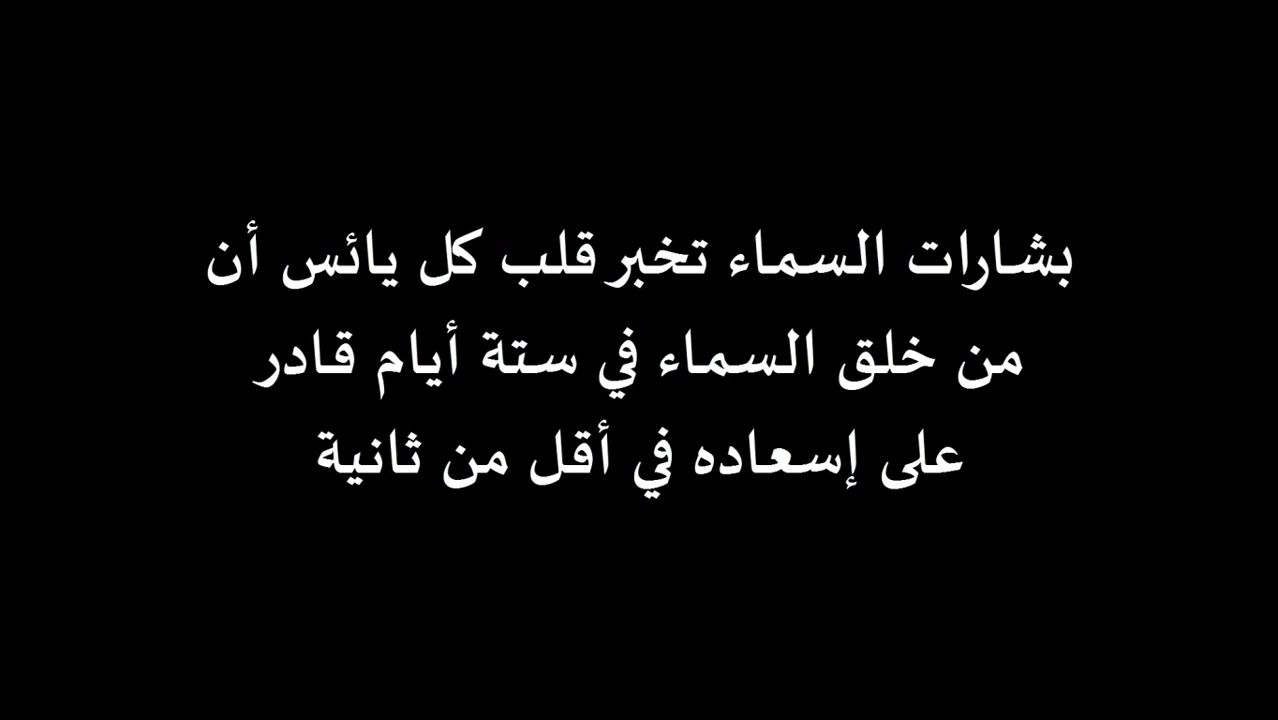 بشارات السماء تخبر قلب كل يائس أن
من خلق السماء في ستة أيام قادر
على إسعاده في أقل من ثانية